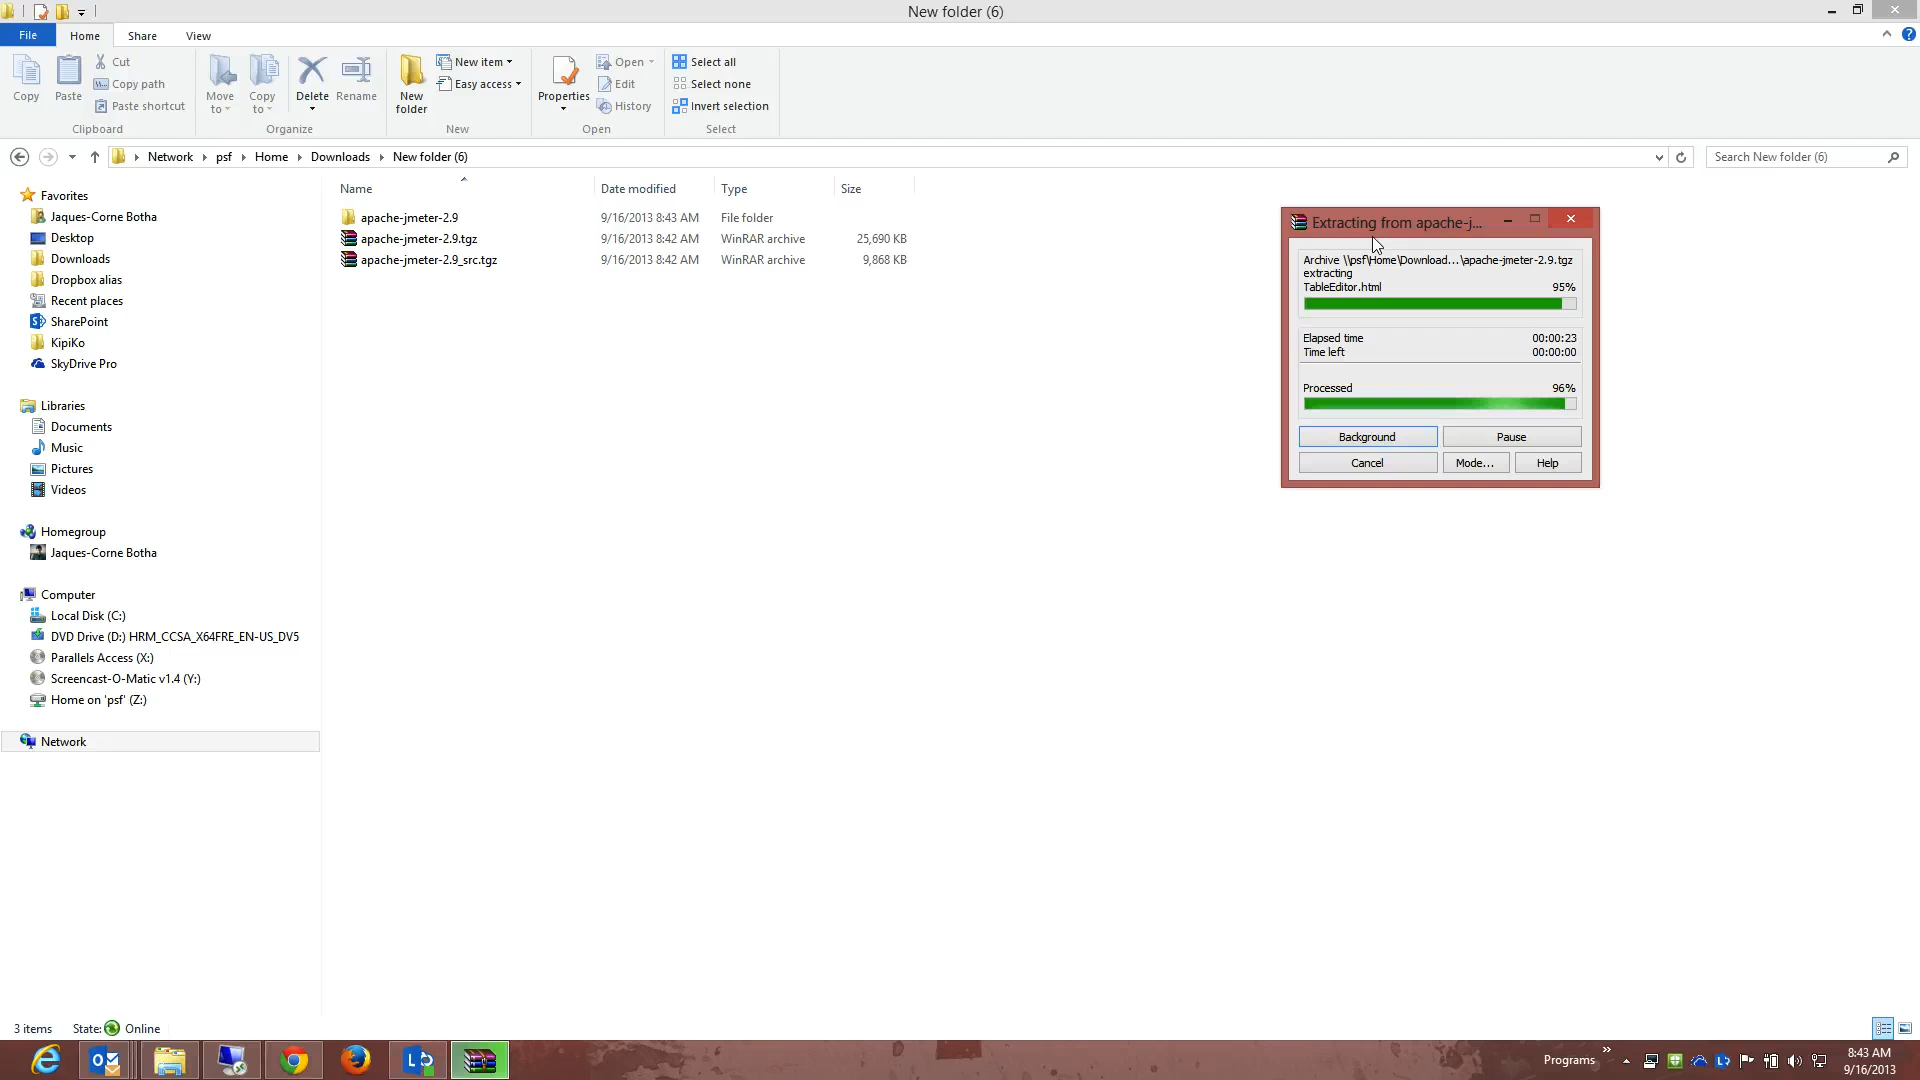 New folder (6)
File Home Share View
Copy
Paste
Cut
Copy path
Paste shortcut
Clipboard
Move to
Copy to
Delete
Rename
Organize
New folder
New item
Easy access
New
Properties
Open
Edit
History
Open
Select all
Select none
Invert selection
Select
Network psf Home Downloads New folder (6)
Search New folder (6)
Favorites
Jaques-Corne Botha
Desktop
Downloads
Dropbox alias
Recent places
SharePoint
KipiKo
SkyDrive Pro
Libraries
Documents
Music
Pictures
Videos
Homegroup
Jaques-Corne Botha
Computer
Local Disk (C:)
DVD Drive (D:) HRM_CCSA_X64FRE_EN-US_DV5
Parallels Access (X:)
Screencast-O-Matic v1.4 (Y:)
Home on 'psf' (Z:)
Network
Name Date modified Type Size
apache-jmeter-2.9 9/16/2013 8:43 AM File folder
apache-jmeter-2.9.tgz 9/16/2013 8:42 AM WinRAR archive 25,690 KB
apache-jmeter-2.9_src.tgz 9/16/2013 8:42 AM WinRAR archive 9,868 KB
Extracting from apache-j...
Archive \\psf\Home\Download...\apache-jmeter-2.9.tgz
extracting
TableEditor.html 95%
Elapsed time 00:00:23
Time left 00:00:00
Processed 96%
Background Pause
Cancel Mode... Help
3 items State: Online
Programs
8:43 AM
9/16/2013